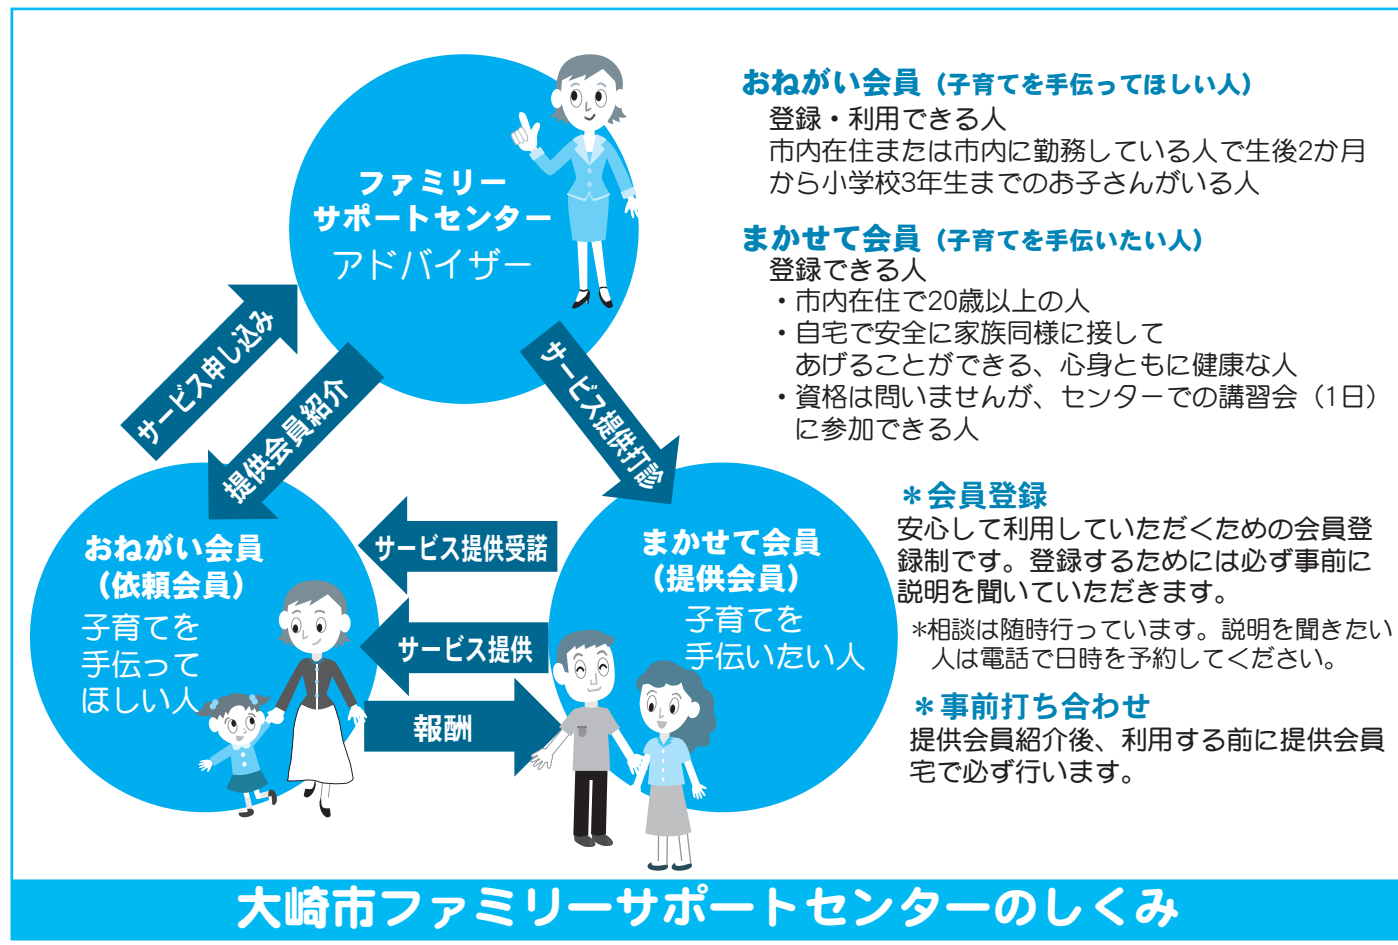 ファミリー
サポートセンター
アドバイザー
サービス申し込み
提供会員紹介
サービス提供打診
おねがい会員
(依頼会員)
子育てを
手伝って
ほしい人
サービス提供受諾
サービス提供
報酬
まかせて会員
(提供会員)
子育てを
手伝いたい人
おねがい会員（子育てを手伝ってほしい人）
登録・利用できる人
市内在住または市内に勤務している人で生後2か月
から小学校3年生までのお子さんがいる人
まかせて会員（子育てを手伝いたい人）
登録できる人
・市内在住で20歳以上の人
・自宅で安全に家族同様に接して
あげることができる、心身ともに健康な人
・資格は問いませんが、センターでの講習会（1日）
に参加できる人
＊会員登録
安心して利用していただくための会員登
録制です。登録するためには必ず事前に
説明を聞いていただきます。
*相談は随時行っています。説明を聞きたい
人は電話で日時を予約してください。
＊事前打ち合わせ
提供会員紹介後、利用する前に提供会員
宅で必ず行います。
大崎市ファミリーサポートセンターのしくみ